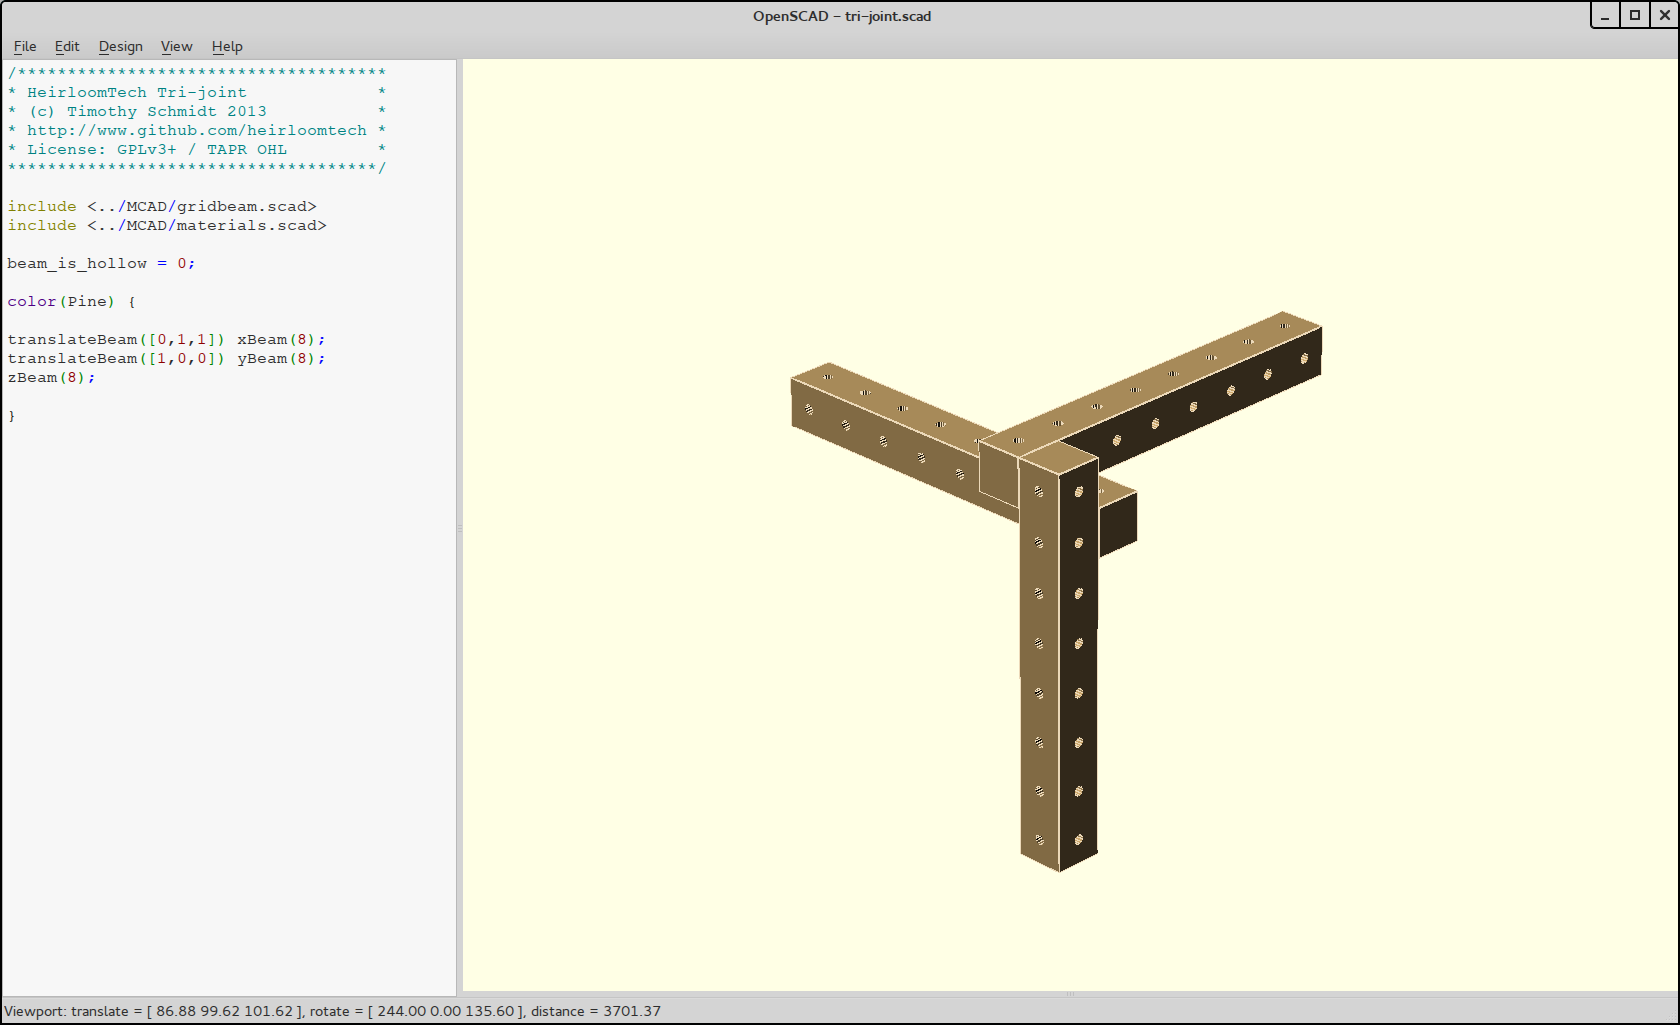 OpenSCAD - tri-joint.scad
File Edit Design View Help
/*************************************
* HeirloomTech Tri-joint *
* (c) Timothy Schmidt 2013 *
* http://www.github.com/heirloomtech *
* License: GPLv3+ / TAPR OHL *
*************************************/
include <../MCAD/gridbeam.scad>
include <../MCAD/materials.scad>
beam_is_hollow = 0;
color(Pine) {
translateBeam([0,1,1]) xBeam(8);
translateBeam([1,0,0]) yBeam(8);
zBeam(8);
}
Viewport: translate = [ 86.88 99.62 101.62 ], rotate = [ 244.00 0.00 135.60 ], distance = 3701.37